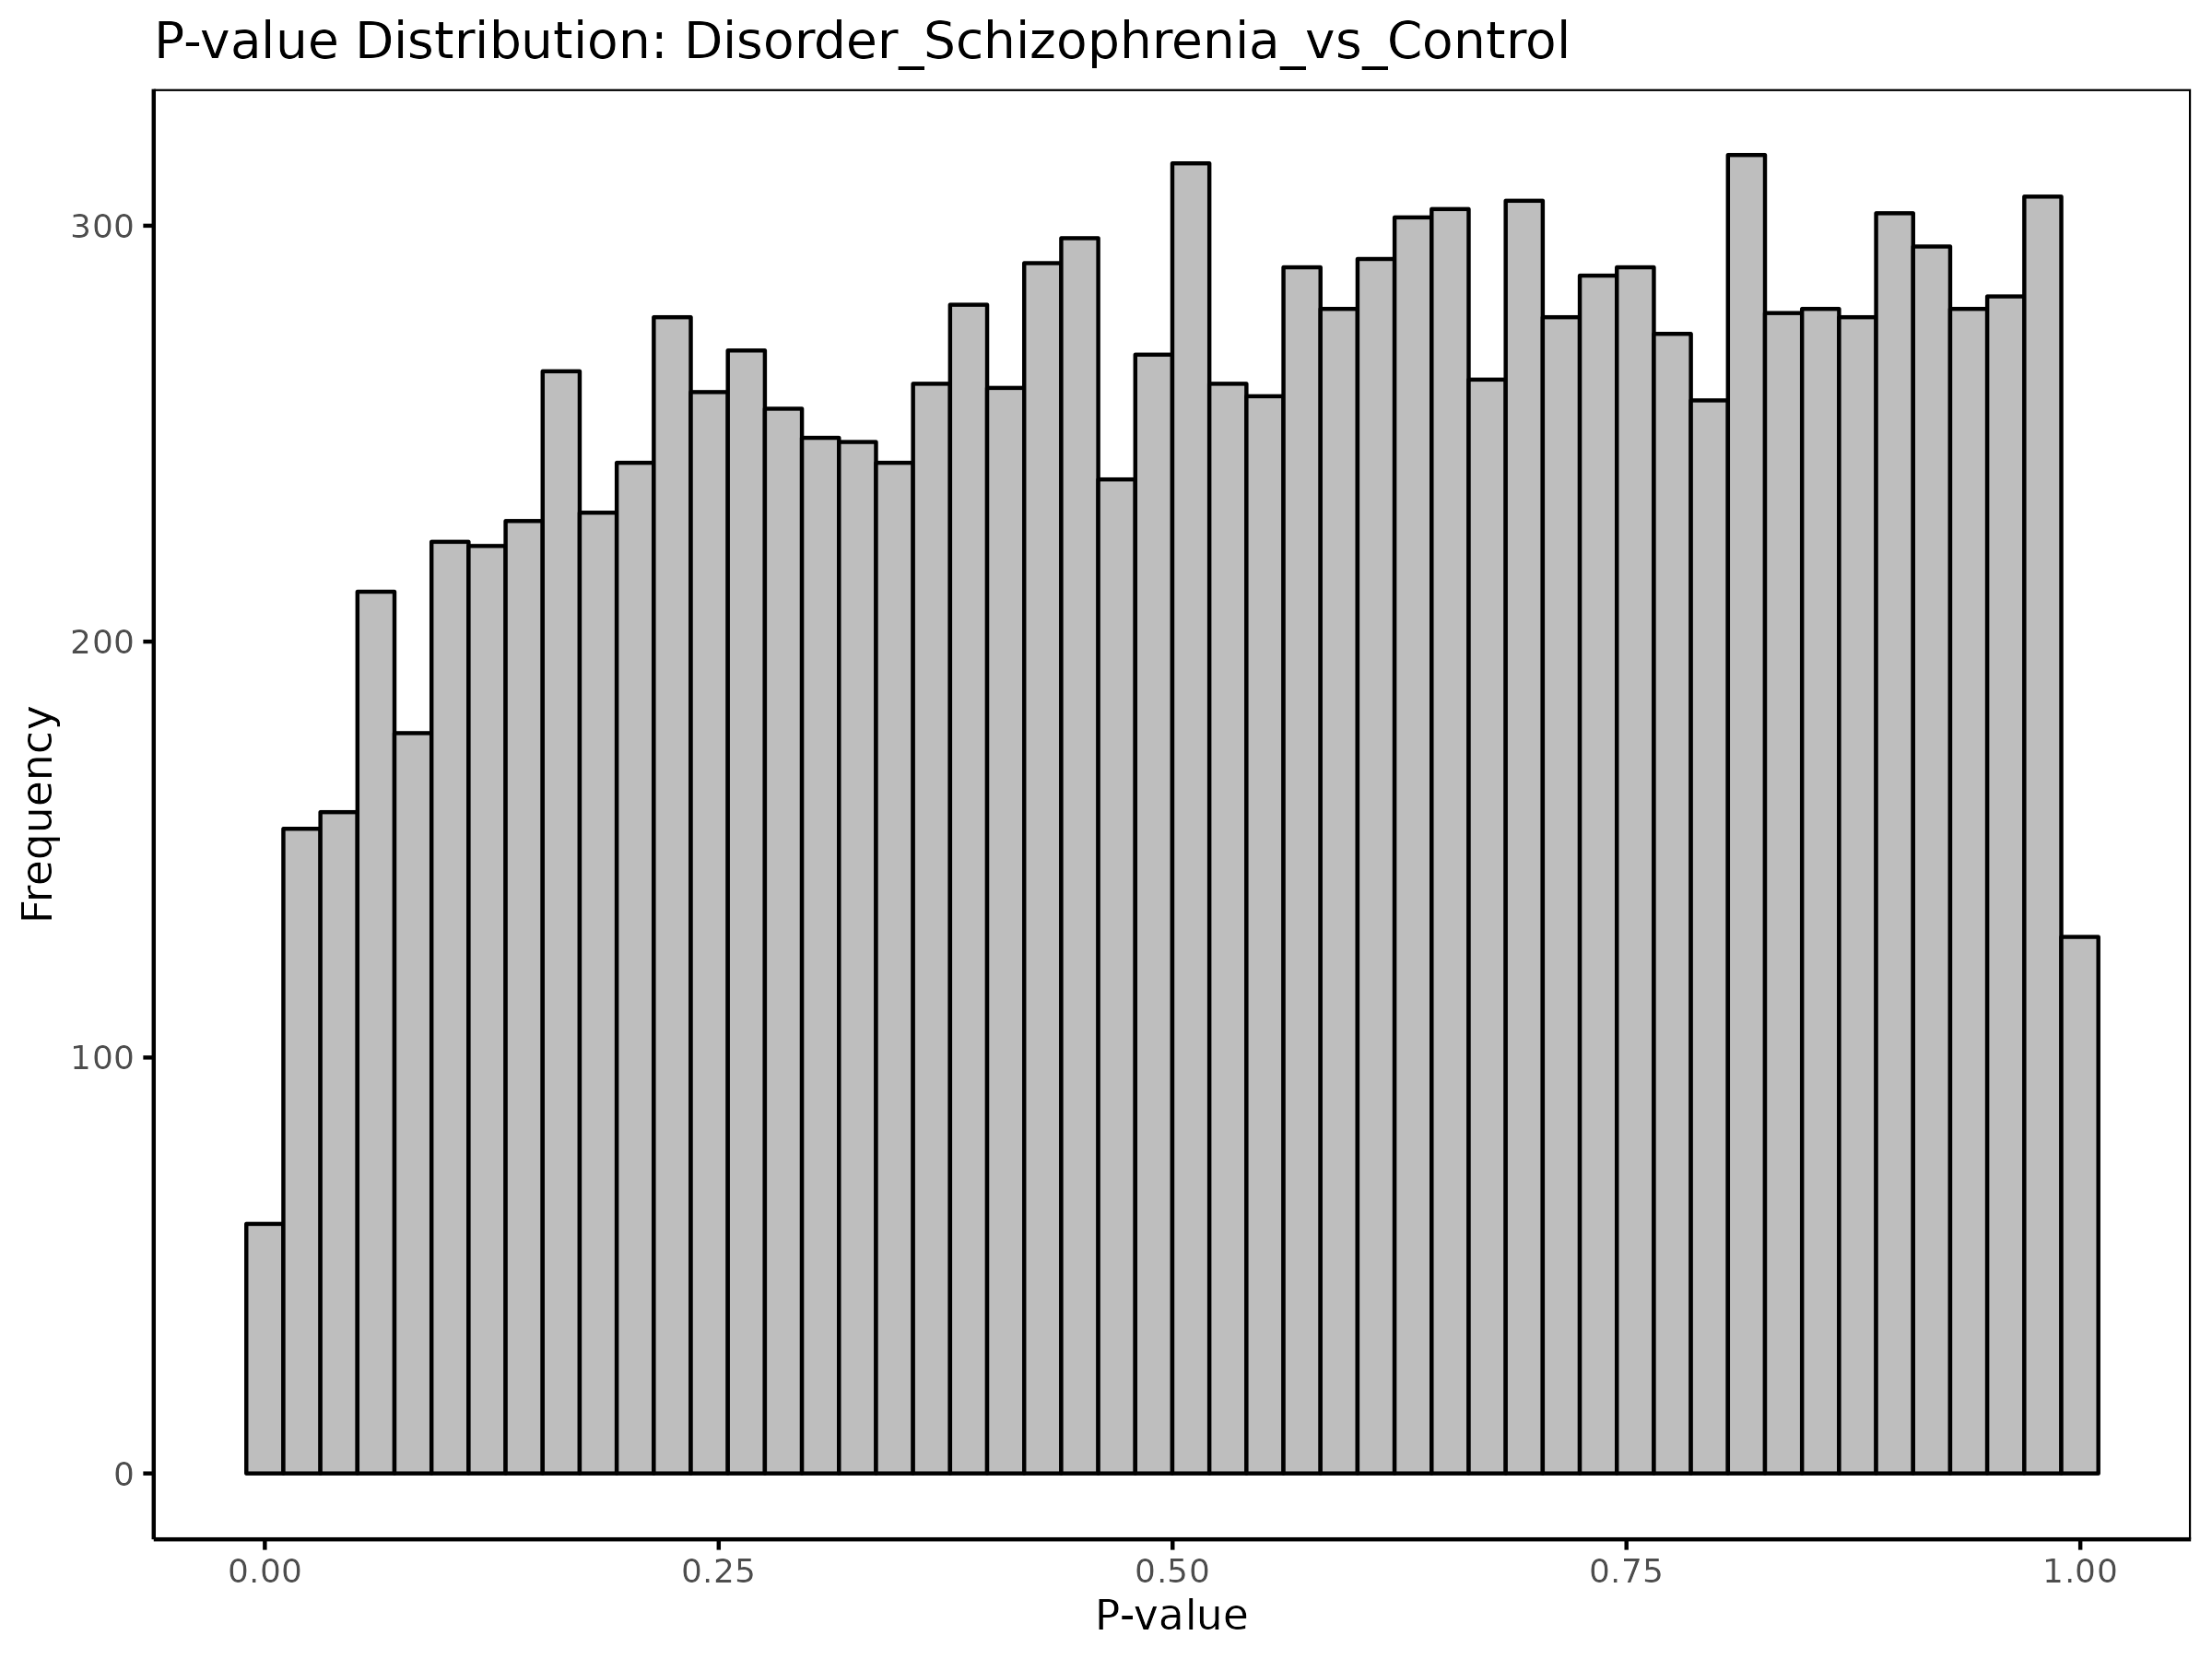 P-value Distribution: Disorder_Schizophrenia_vs_Control
300
200
100
0
Frequency
0.00 0.25 0.50 0.75 1.00
P-value